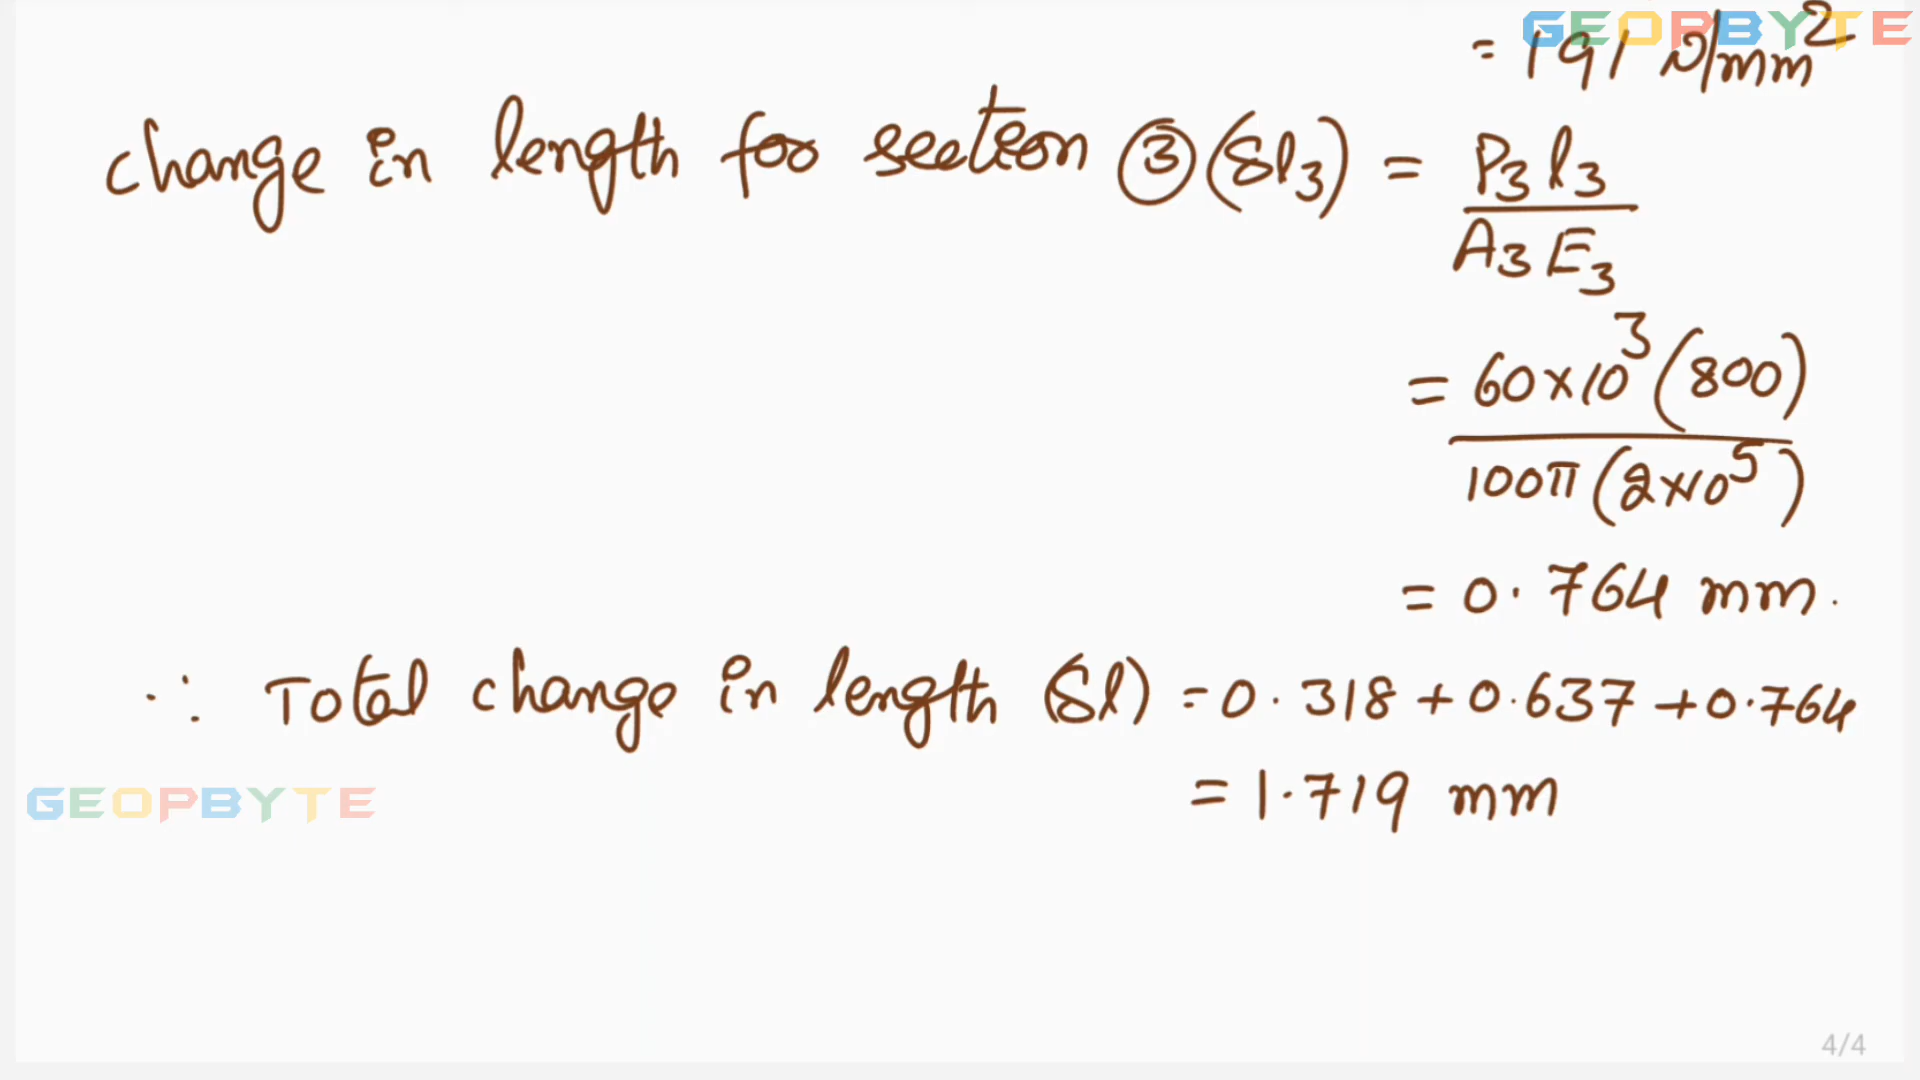 GEOPBYTE
= 191 N/mm²
change in length for section ③ (δl₃) = P₃l₃
A₃E₃
= 60×10³(800)
100π(2×10⁵)
= 0.764 mm.
∴ Total change in length (δl) = 0.318 + 0.637 + 0.764
= 1.719 mm
GEOPBYTE
4/4